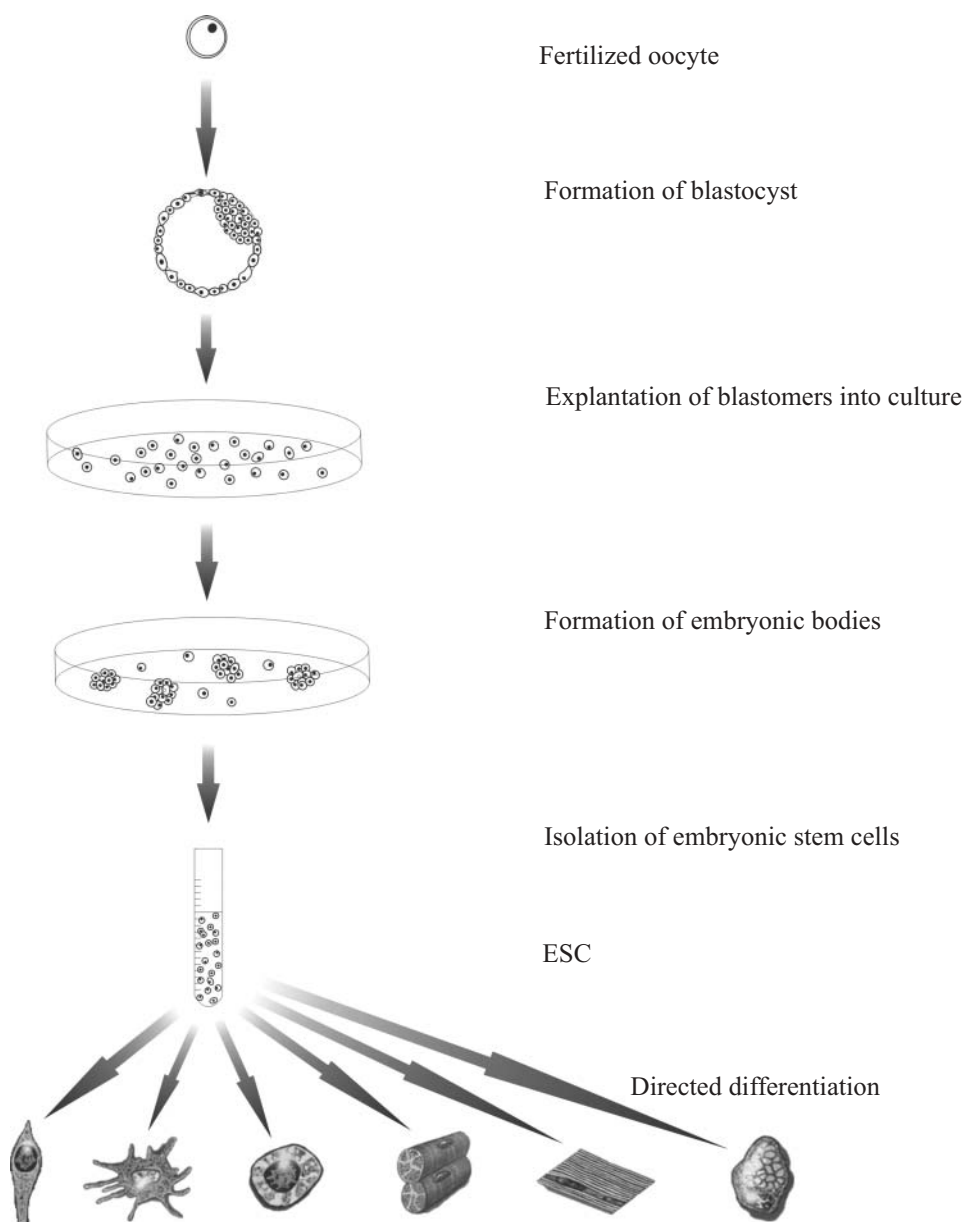 Fertilized oocyte
Formation of blastocyst
Explantation of blastomers into culture
Formation of embryonic bodies
Isolation of embryonic stem cells
ESC
Directed differentiation